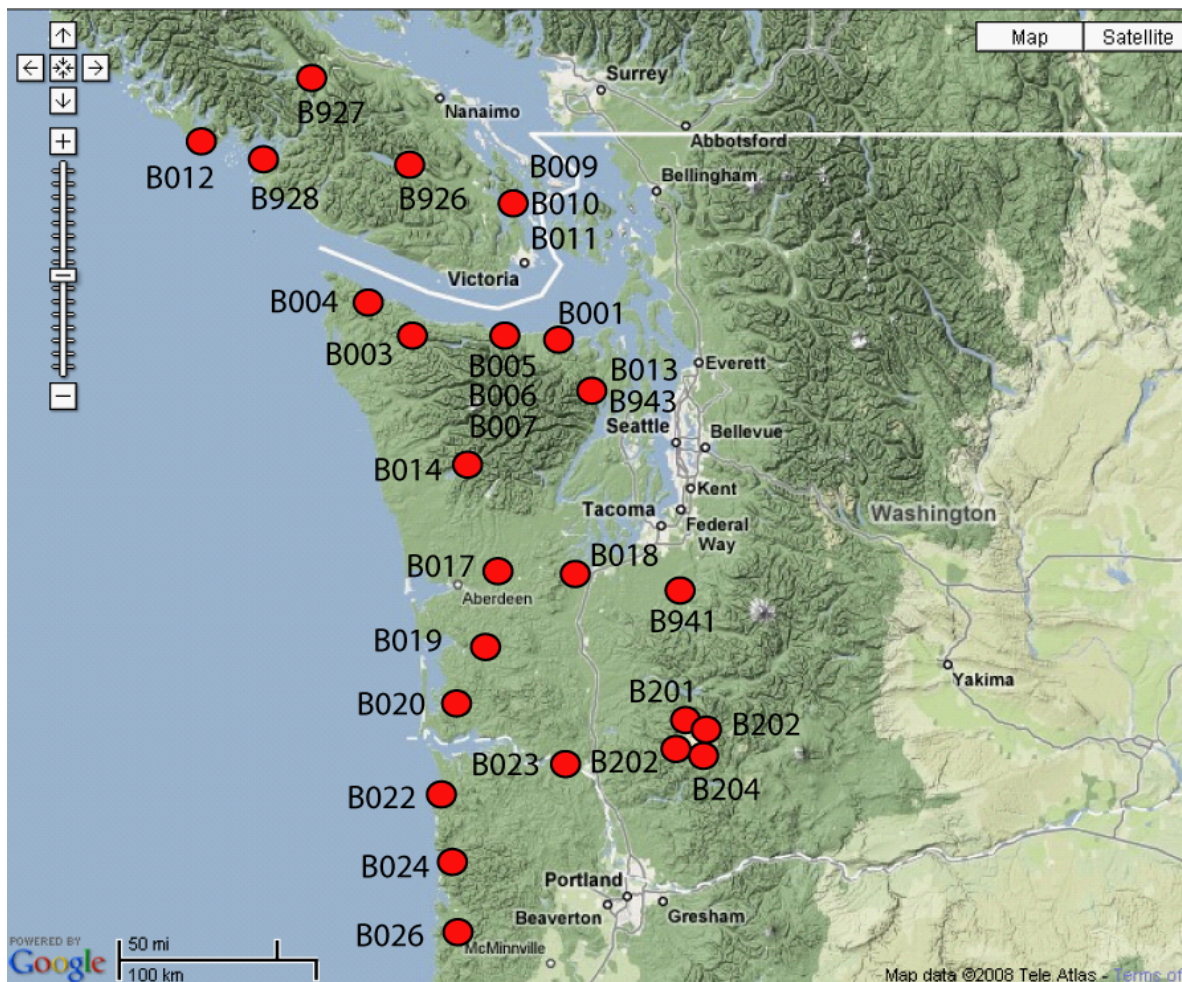 Map
Satellite
Surrey
B927
Nanaimo
Abbotsford
B012
B928
B926
B009
Bellingham
B010
B011
Victoria
B004
B001
B003
B005
B013
Everett
B006
B943
B007
Seattle
Bellevue
B014
Kent
Tacoma
Federal
Way
Washington
B017
B018
Aberdeen
B941
B019
Yakima
B201
B020
B202
B023
B202
B204
B022
B024
Portland
Beaverton
Gresham
B026
McMinnville
POWERED BY
Google
50 mi
100 km
Map data ©2008 Tele Atlas - Terms of